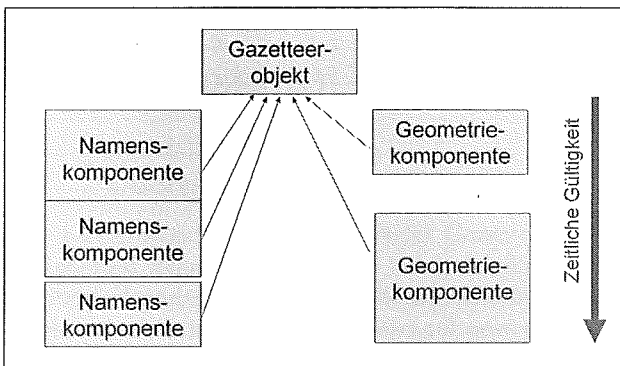 Gazetteer-
objekt
Namens-
komponente
Namens-
komponente
Namens-
komponente
Geometrie-
komponente
Geometrie-
komponente
Zeitliche Gültigkeit